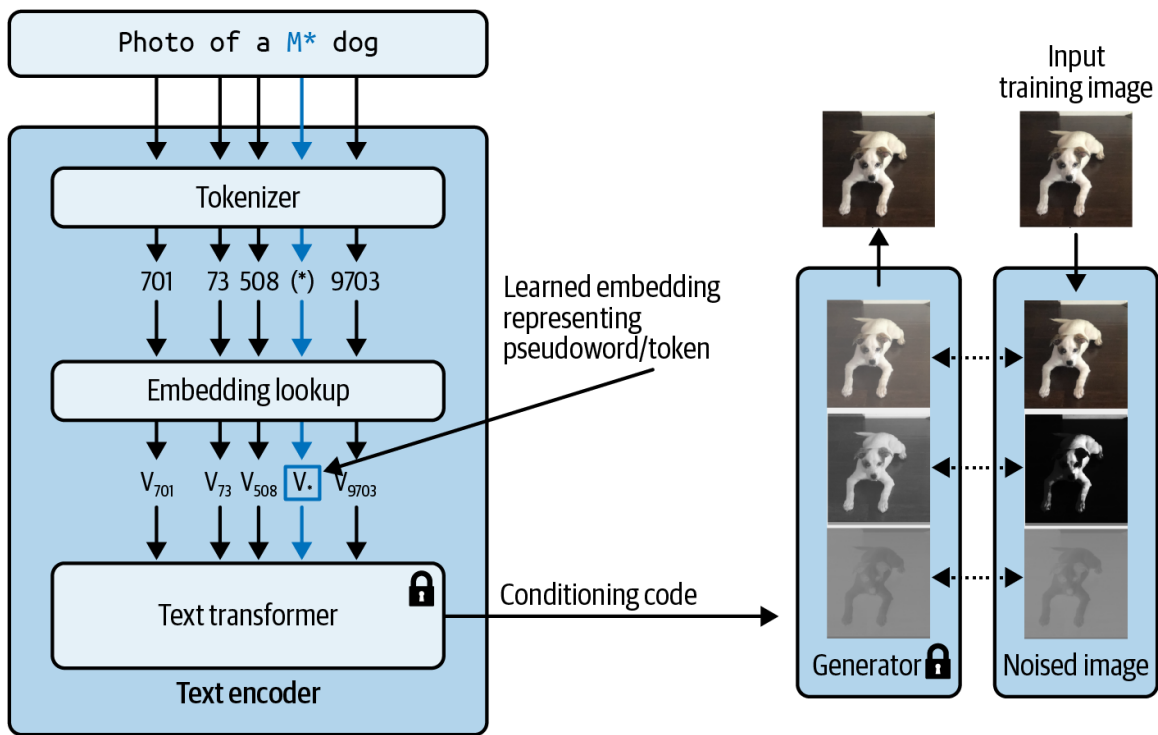 Photo of a M* dog
Tokenizer
701 73 508 (*) 9703
Embedding lookup
V701 V73 V508 V* V9703
Text transformer
Text encoder
Learned embedding
representing
pseudoword/token
Conditioning code
Input
training image
Generator
Noised image